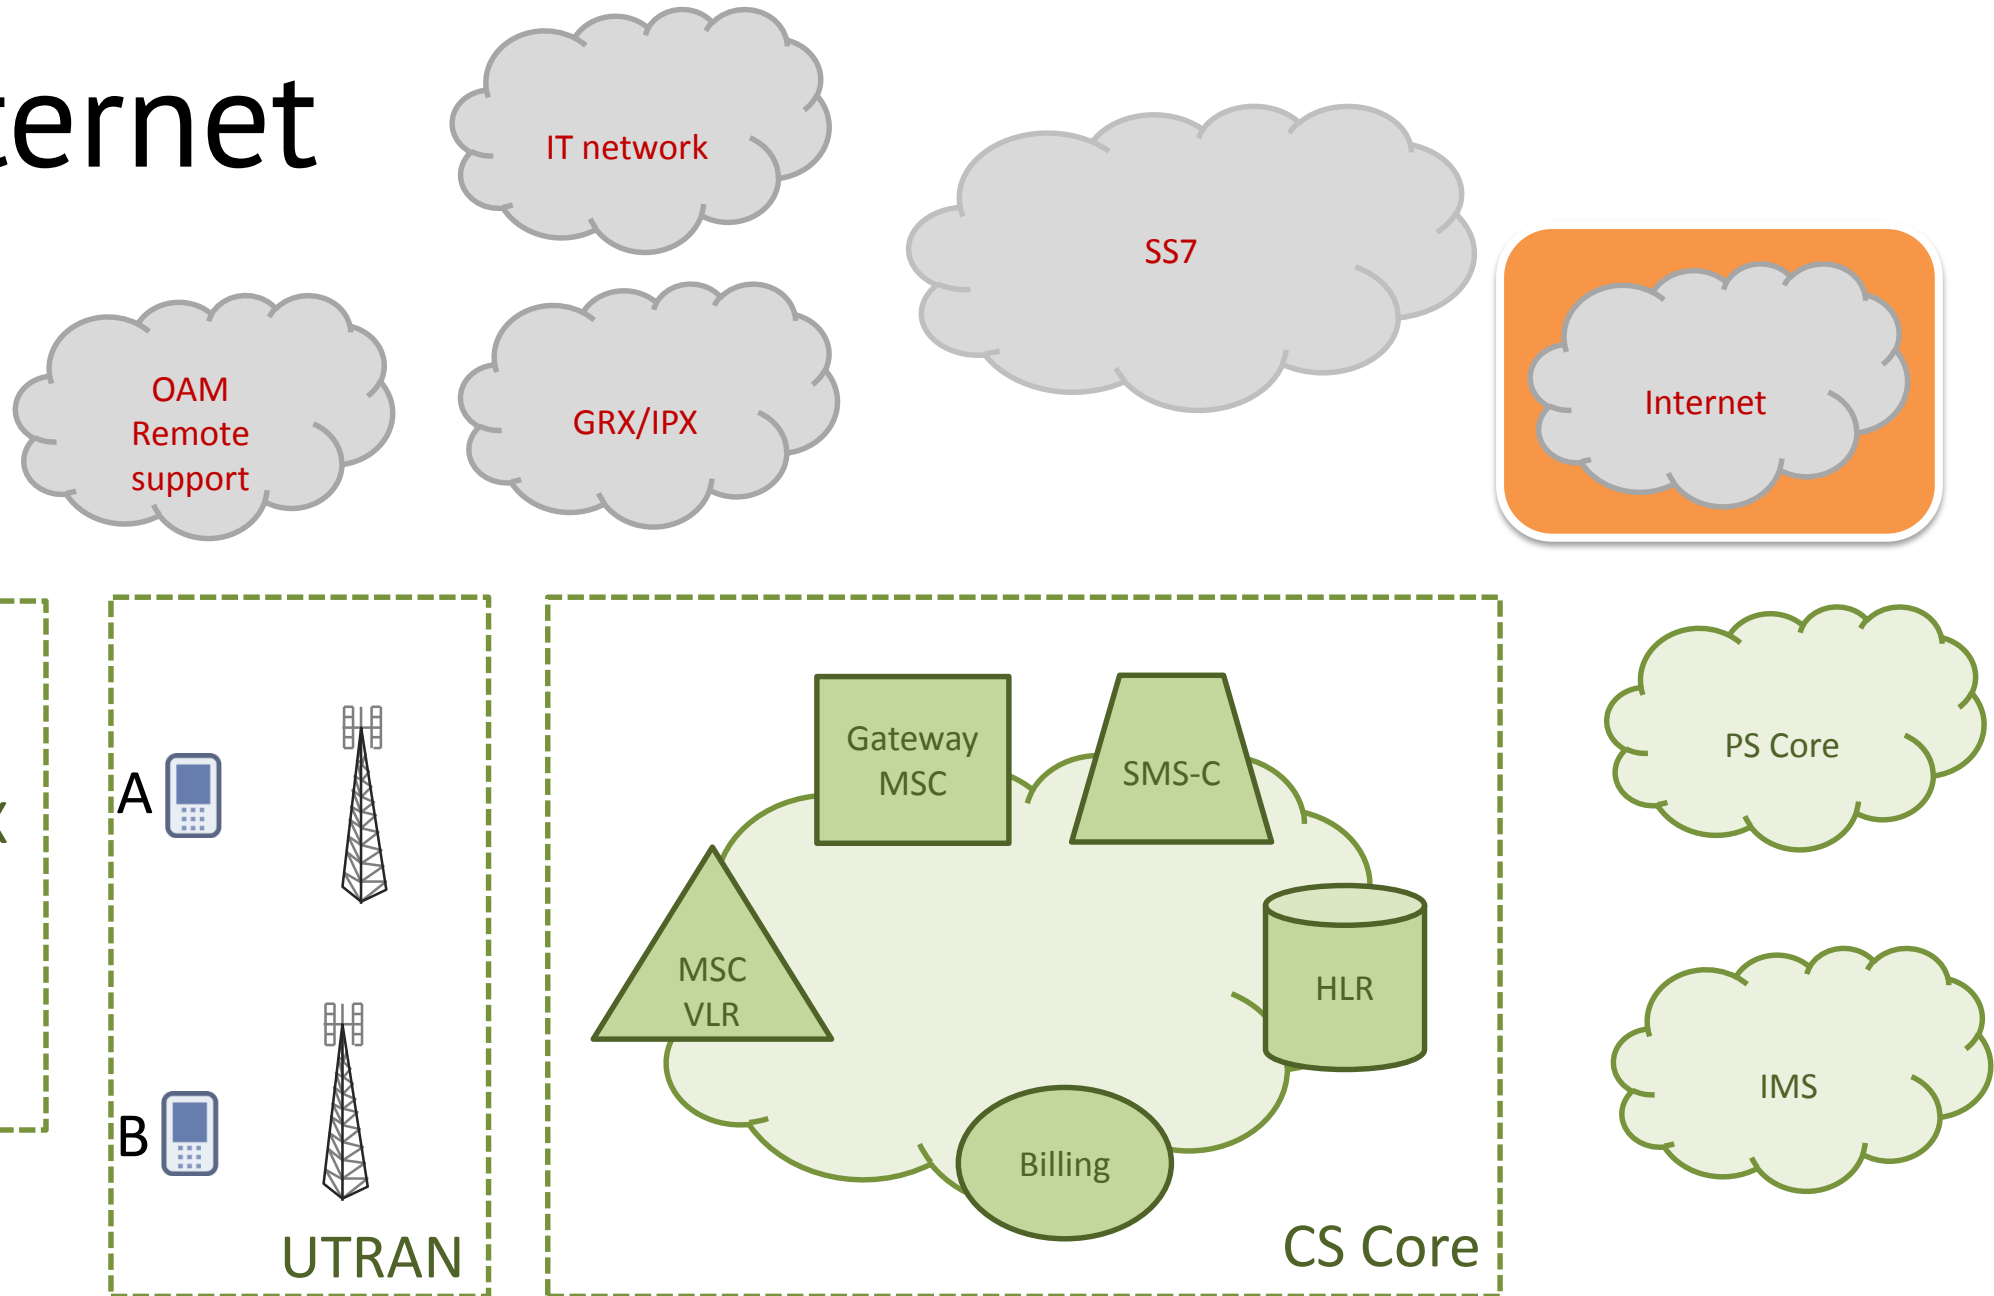 ternet
IT network
SS7
OAM
Remote
support
GRX/IPX
Internet
Gateway
MSC
SMS-C
PS Core
A
X
MSC
VLR
HLR
IMS
B
Billing
UTRAN
CS Core